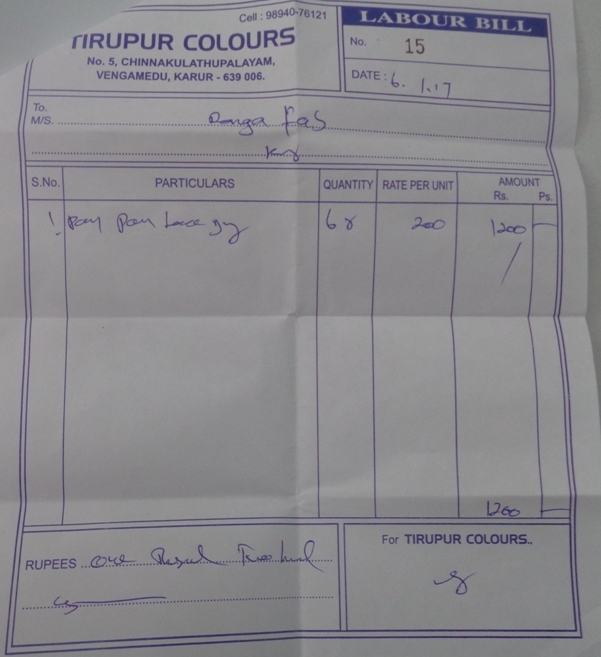 Cell : 98940-76121
TIRUPUR COLOURS
No. 5, CHINNAKULATHUPALAYAM,
VENGAMEDU, KARUR - 639 006.
LABOUR BILL
No. 15
DATE : 6. 1.17
To.
M/S.
S.No. PARTICULARS QUANTITY RATE PER UNIT AMOUNT
Rs. Ps.
1 200 1200
1200
RUPEES one
For TIRUPUR COLOURS..